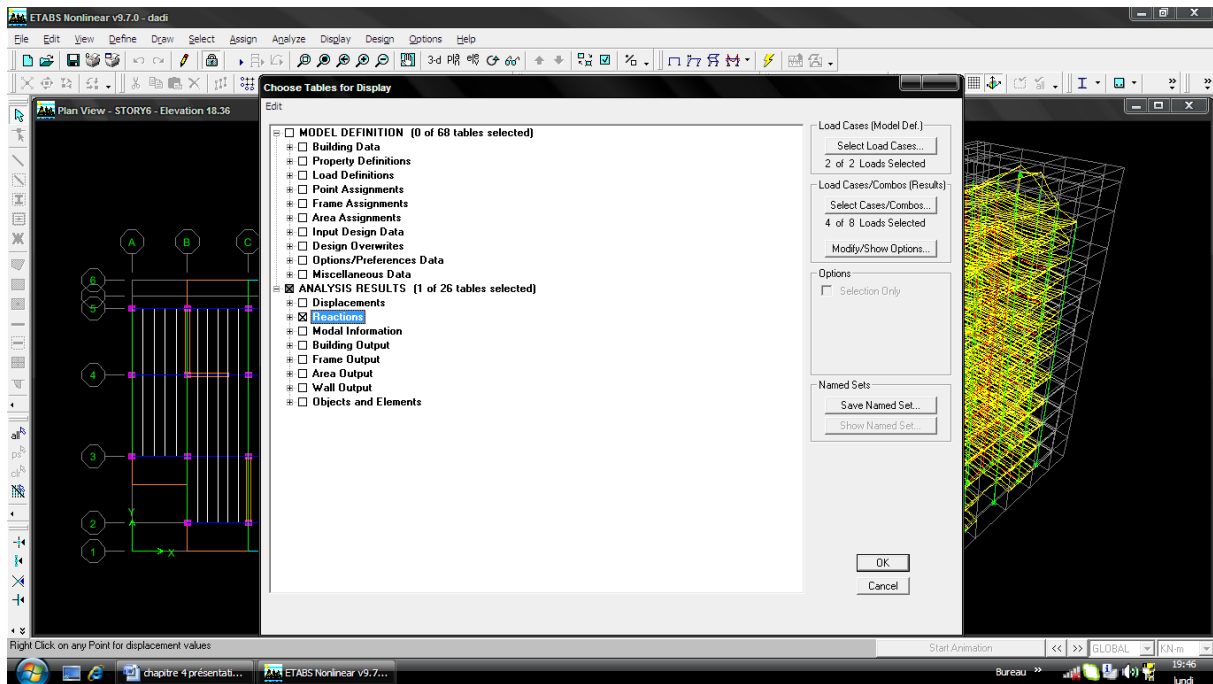 ETABS Nonlinear v9.7.0 - dadi
File Edit View Define Draw Select Assign Analyze Display Design Options Help
3-d
Plan View - STORY6 - Elevation 18.36
Choose Tables for Display
Edit
MODEL DEFINITION (0 of 68 tables selected)
Building Data
Property Definitions
Load Definitions
Point Assignments
Frame Assignments
Area Assignments
Input Design Data
Design Overwrites
Options/Preferences Data
Miscellaneous Data
ANALYSIS RESULTS (1 of 26 tables selected)
Displacements
Reactions
Modal Information
Building Output
Frame Output
Area Output
Wall Output
Objects and Elements
Load Cases (Model Def.)
Select Load Cases...
2 of 2 Loads Selected
Load Cases/Combos (Results)
Select Cases/Combos...
4 of 8 Loads Selected
Modify/Show Options...
Options
Selection Only
Named Sets
Save Named Set...
Show Named Set...
OK
Cancel
A B C
6
5
4
3
2
1
Y
X
all
Right Click on any Point for displacement values
Start Animation
<< >> GLOBAL KN-m
chapitre 4 présentati...
ETABS Nonlinear v9.7...
Bureau »
19:46
lundi